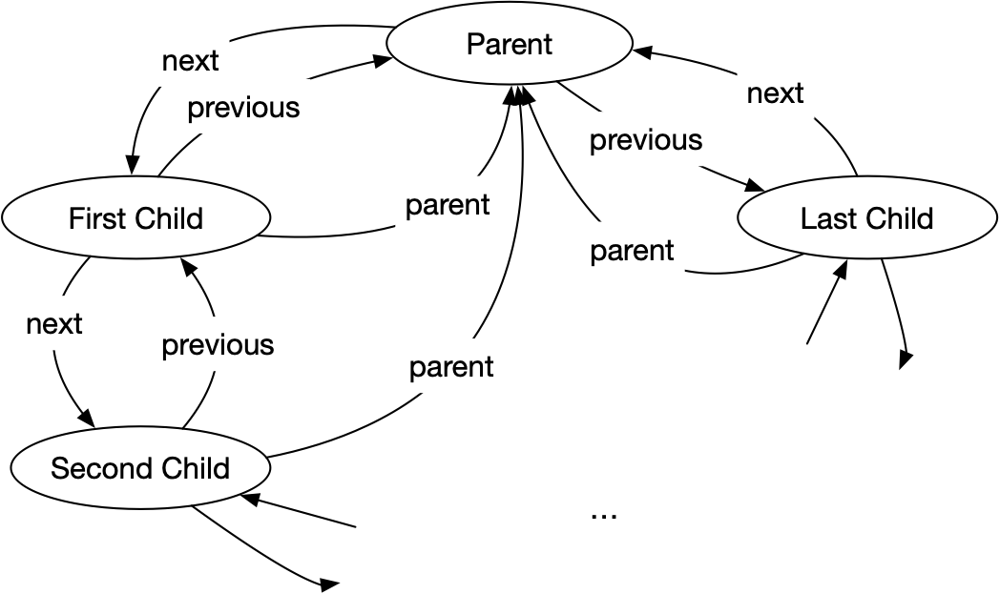 Parent
next
previous
next
previous
parent
First Child
Last Child
parent
next
previous
parent
Second Child
...